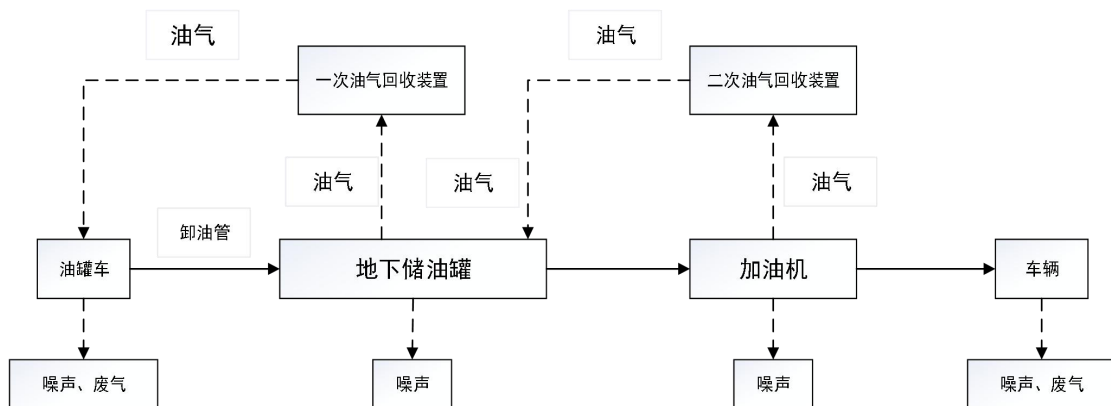 油气
油气
一次油气回收装置
二次油气回收装置
油气
油气
油气
卸油管
油罐车
地下储油罐
加油机
车辆
噪声、废气
噪声
噪声
噪声、废气